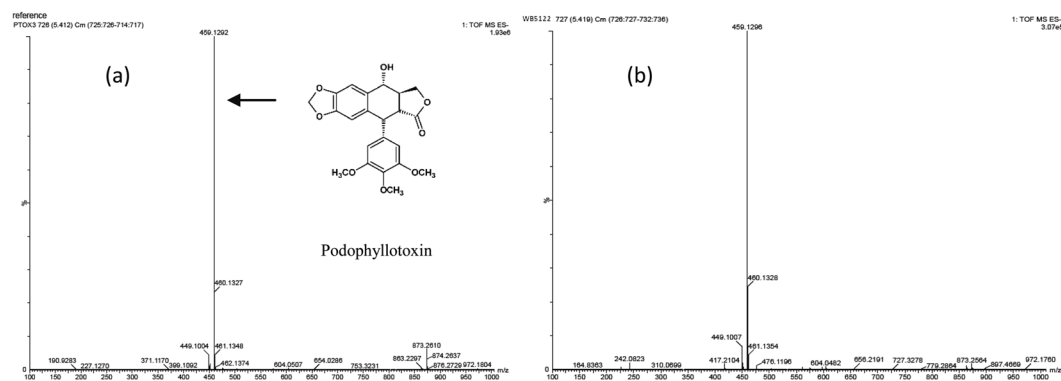 reference
PTOX3 726 (5.412) Cm (725:726-714:717)
1: TOF MS ES-
1.93e6
459.1292
(a)
OH
O
O
O
O
H3CO
OCH3
OCH3
Podophyllotoxin
%
460.1327
449.1004
461.1348
190.9283
227.1270
371.1170
399.1092
462.1374
604.0507
654.0286
753.3231
863.2297
873.2610
874.2637
876.2729
972.1804
0
100 150 200 250 300 350 400 450 500 550 600 650 700 750 800 850 900 950 1000
m/z
WB5122 727 (5.419) Cm (726:727-732:736)
1: TOF MS ES-
459.1296
(b)
%
460.1328
449.1007
461.1354
164.8363
242.0823
310.0699
417.2104
476.1196
604.0482
656.2191
727.3278
779.2864
873.2564
897.4669
972.1760
0
100 150 200 250 300 350 400 450 500 550 600 650 700 750 800 850 900 950 1000
m/z